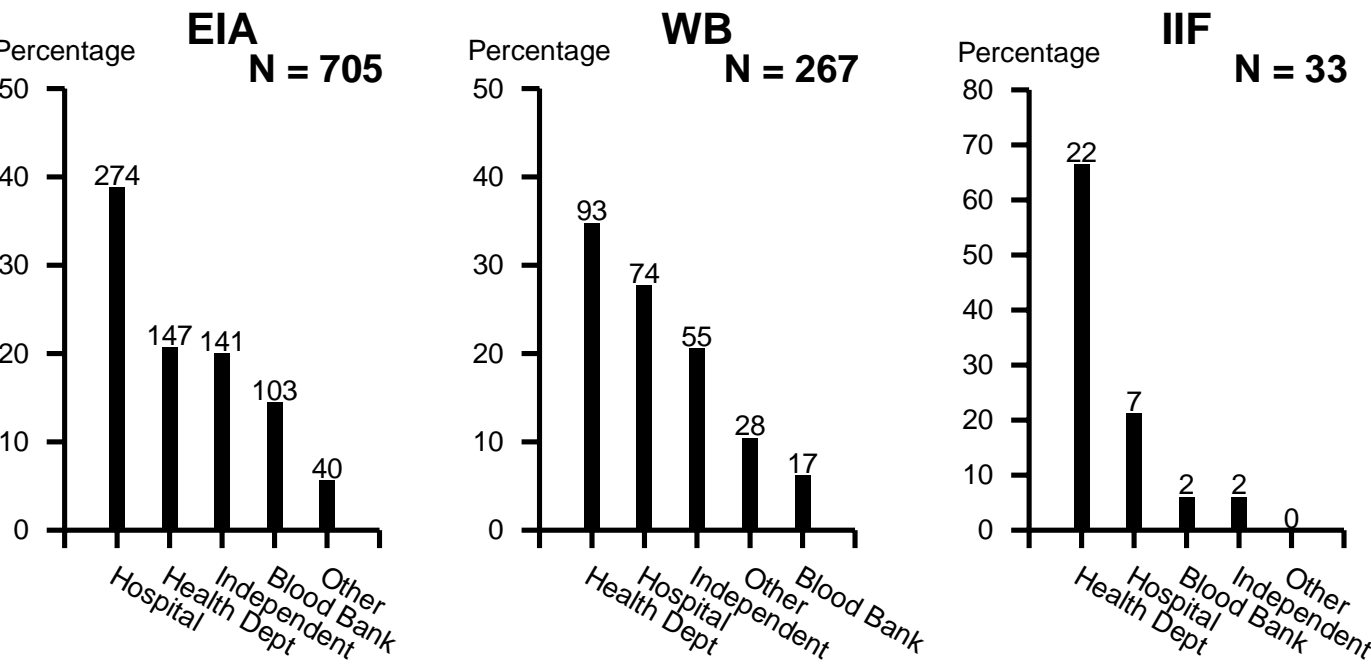 EIA
Percentage
N = 705
50
40
30
20
10
0
274
147
141
103
40
Hospital
Health Dept
Independent
Blood Bank
Other
WB
Percentage
N = 267
50
40
30
20
10
0
93
74
55
28
17
Health Dept
Hospital
Independent
Other
Blood Bank
IIF
Percentage
N = 33
80
70
60
50
40
30
20
10
0
22
7
2
2
0
Health Dept
Hospital
Blood Bank
Independent
Other